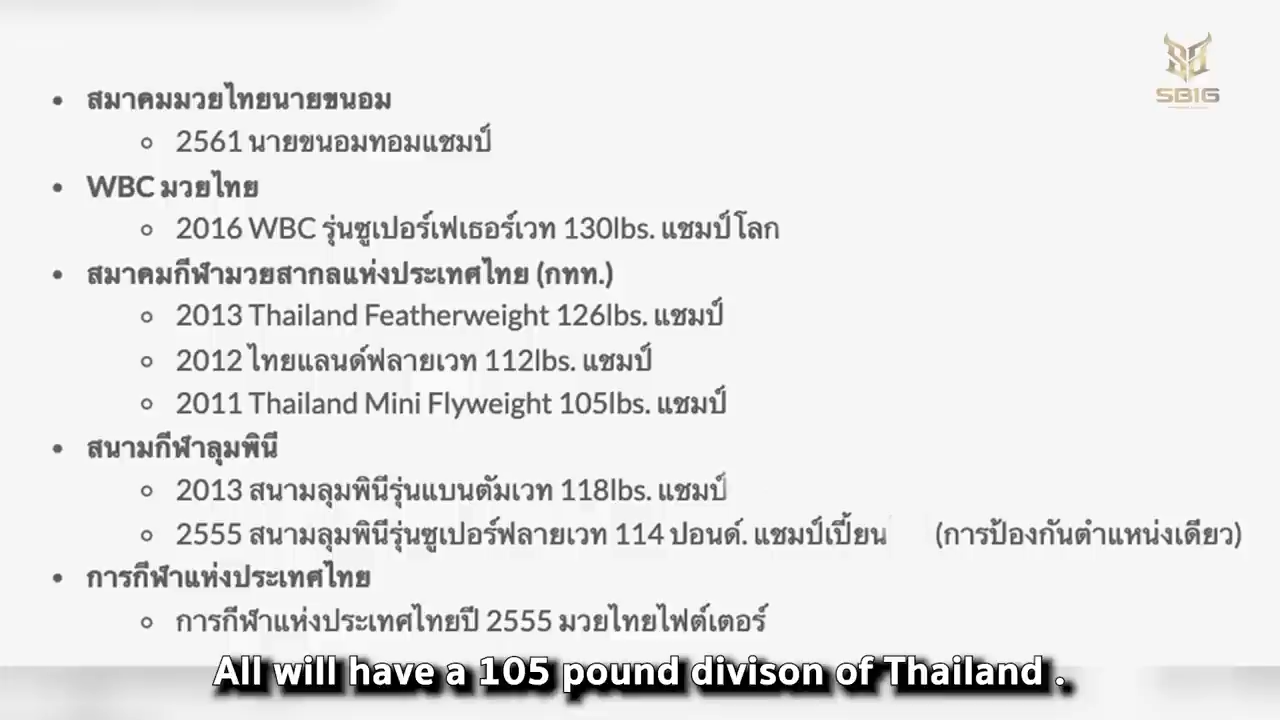 SBIG
• สมาคมมวยไทยนายขนอม
◦ 2561 นายขนอมทอมแชมป์
• WBC มวยไทย
◦ 2016 WBC รุ่นซูเปอร์เฟเธอร์เวท 130lbs. แชมป์โลก
• สมาคมกีฬามวยสากลแห่งประเทศไทย (กทท.)
◦ 2013 Thailand Featherweight 126lbs. แชมป์
◦ 2012 ไทยแลนด์ฟลายเวท 112lbs. แชมป์
◦ 2011 Thailand Mini Flyweight 105lbs. แชมป์
• สนามกีฬาลุมพินี
◦ 2013 สนามลุมพินีรุ่นแบนตัมเวท 118lbs. แชมป์
◦ 2555 สนามลุมพินีรุ่นซูเปอร์ฟลายเวท 114 ปอนด์. แชมป์เปี้ยน (การป้องกันตำแหน่งเดียว)
• การกีฬาแห่งประเทศไทย
◦ การกีฬาแห่งประเทศไทยปี 2555 มวยไทยไฟต์เตอร์
All will have a 105 pound divison of Thailand .